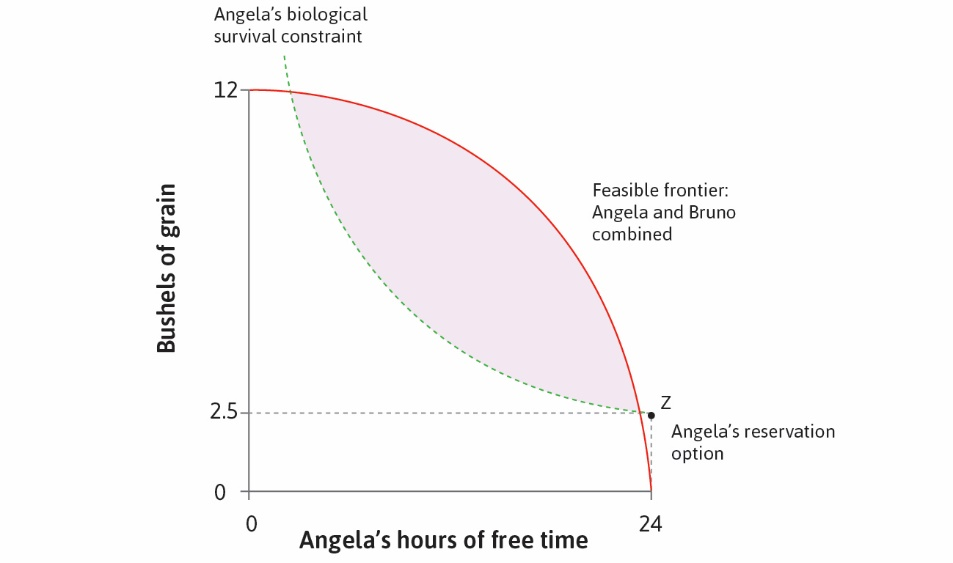 Angela’s biological
survival constraint
12
Bushels of grain
Feasible frontier:
Angela and Bruno
combined
2.5
Z
Angela’s reservation
option
0
0
24
Angela’s hours of free time